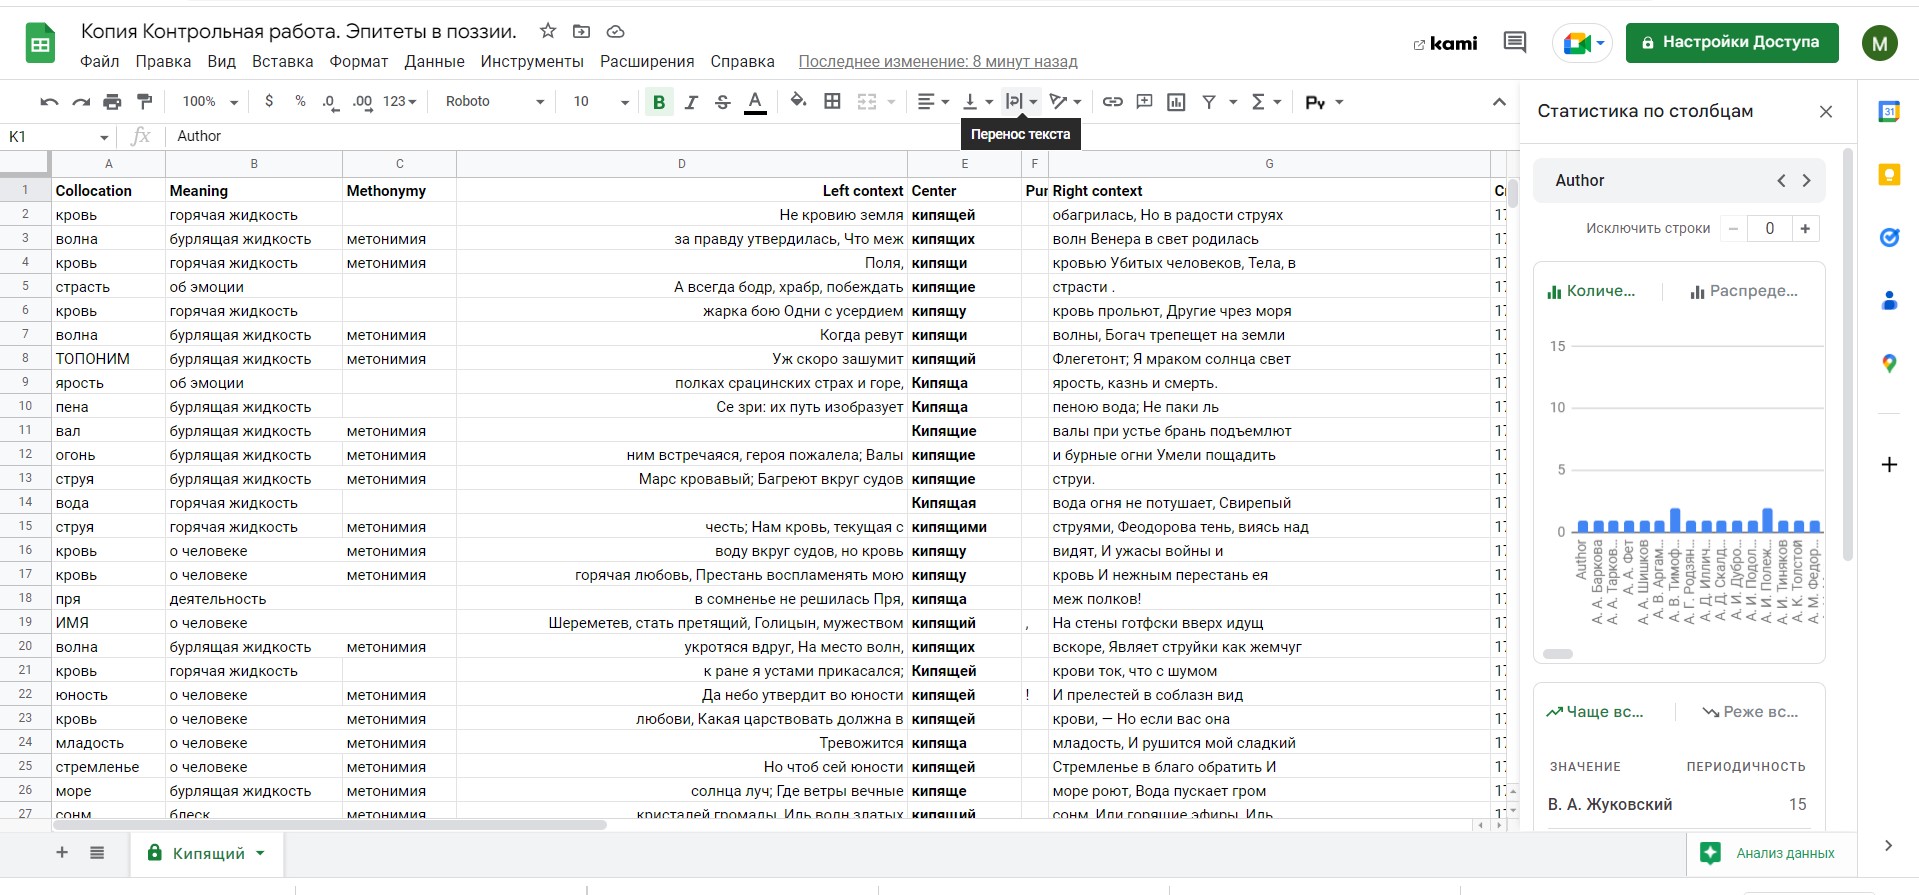 Копия Контрольная работа. Эпитеты в поззии.
Файл Правка Вид Вставка Формат Данные Инструменты Расширения Справка Последнее изменение: 8 минут назад
kami
Настройки Доступа
M
100% $ % .0 .00 123 Roboto 10 B I S A Σ Py
Перенос текста
K1 fx Author
A B C D E F G
1 Collocation Meaning Methonymy Left context Center Pur Right context
2 кровь горячая жидкость Не кровию земля кипящей обагрилась, Но в радости струях 17
3 волна бурлящая жидкость метонимия за правду утвердилась, Что меж кипящих волн Венера в свет родилась 17
4 кровь горячая жидкость метонимия Поля, кипящи кровью Убитых человеков, Тела, в 17
5 страсть об эмоции А всегда бодр, храбр, побеждать кипящие страсти . 17
6 кровь горячая жидкость жарка бою Одни с усердием кипящу кровь прольют, Другие чрез моря 17
7 волна бурлящая жидкость метонимия Когда ревут кипящи волны, Богач трепещет на земли 17
8 ТОПОНИМ бурлящая жидкость метонимия Уж скоро зашумит кипящий Флегетонт; Я мраком солнца свет 17
9 ярость об эмоции полках срацинских страх и горе, Кипяща ярость, казнь и смерть. 17
10 пена бурлящая жидкость Се зри: их путь изобразует Кипяща пеною вода; Не паки ль 17
11 вал бурлящая жидкость метонимия Кипящие валы при устье брань подъемлют 17
12 огонь бурлящая жидкость метонимия ним встречаяся, героя пожалела; Валы кипящие и бурные огни Умели пощадить 17
13 струя бурлящая жидкость метонимия Марс кровавый; Багреют вкруг судов кипящие струи. 17
14 вода горячая жидкость Кипящая вода огня не потушает, Свирепый 17
15 струя горячая жидкость метонимия честь; Нам кровь, текущая с кипящими струями, Феодорова тень, виясь над 17
16 кровь о человеке метонимия воду вкруг судов, но кровь кипящу видят, И ужасы войны и 17
17 кровь о человеке метонимия горячая любовь, Престань воспламенять мою кипящу кровь И нежным перестань ея 17
18 пря деятельность в сомненье не решилась Пря, кипяща меж полков! 17
19 ИМЯ о человеке Шереметев, стать претящий, Голицын, мужеством кипящий , На стены готфски вверх идущ 17
20 волна бурлящая жидкость метонимия укротяся вдруг, На место волн, кипящих вскоре, Являет струйки как жемчуг 17
21 кровь горячая жидкость к ране я устами прикасался; Кипящей крови ток, что с шумом 17
22 юность о человеке метонимия Да небо утвердит во юности кипящей ! И прелестей в соблазн вид 17
23 кровь о человеке метонимия любови, Какая царствовать должна в кипящей крови, — Но если вас она 17
24 младость о человеке метонимия Тревожится кипяща младость, И рушится мой сладкий 17
25 стремленье о человеке метонимия Но чтоб сей юности кипящей Стремленье в благо обратить И 17
26 море бурлящая жидкость метонимия солнца луч; Где ветры вечные кипяще море роют, Вода пускает гром 17
27 сонм блеск метонимия кристалей громады, Иль волн златых кипящий сонм, Или горящие эфиры, Иль 17
Кипящий
Статистика по столбцам
Author
Исключить строки 0
Количе... Распреде...
15
10
5
0
Author
А. А. Баркова
А. А. Тарков...
А. А. Фет
А. А. Шишков
А. В. Аргам...
А. В. Тимоф...
А. Г. Родзян...
А. Д. Иллич...
А. Д. Скалд...
А. И. Дубро...
А. И. Подол...
А. И. Полеж...
А. И. Тиняков
А. К. Толстой
А. М. Федор...
Чаще вс... Реже вс...
ЗНАЧЕНИЕ ПЕРИОДИЧНОСТЬ
В. А. Жуковский 15
Анализ данных
31